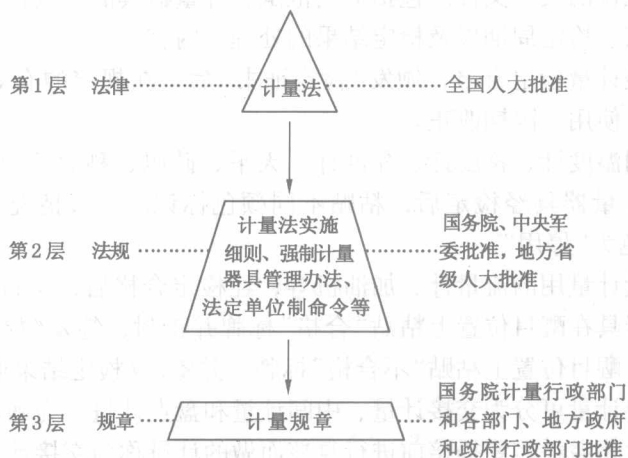 第1层 法律 计量法 全国人大批准
计量法实施
细则、强制计量
器具管理办法、
法定单位制命令等
第2层 法规
国务院、中央军
委批准，地方省
级人大批准
第3层 规章 计量规章
国务院计量行政部门
和各部门、地方政府
和政府行政部门批准